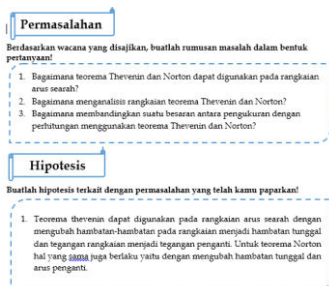 Permasalahan
Berdasarkan wacana yang disajikan, buatlah rumusan masalah dalam bentuk
pertanyaan!
1. Bagaimana teorema Thevenin dan Norton dapat digunakan pada rangkaian
arus searah?
2. Bagaimana menganalisis rangkaian teorema Thevenin dan Norton?
3. Bagaimana membandingkan suatu besaran antara pengukuran dengan
perhitungan menggunakan teorema Thevenin dan Norton?
Hipotesis
Buatlah hipotesis terkait dengan permasalahan yang telah kamu paparkan!
1. Teorema thevenin dapat digunakan pada rangkaian arus searah dengan
mengubah hambatan-hambatan pada rangkaian menjadi hambatan tunggal
dan tegangan rangkaian menjadi tegangan pengganti. Untuk teorema Norton
hal yang sama juga berlaku yaitu dengan mengubah hambatan tunggal dan
arus penganti.